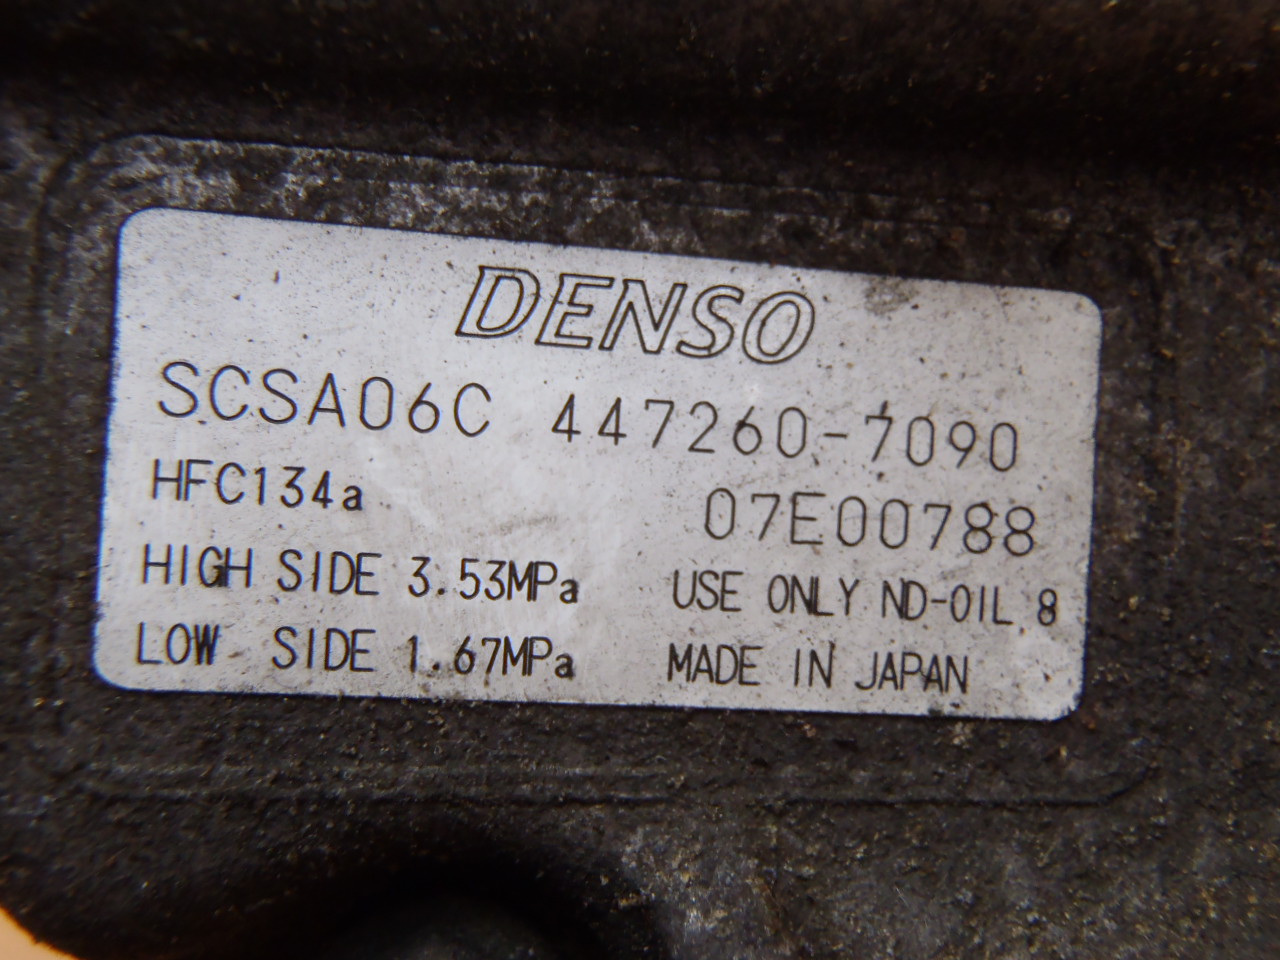 DENSO
SCSA06C 447260-7090
HFC134a 07E00788
HIGH SIDE 3.53MPa USE ONLY ND-OIL 8
LOW SIDE 1.67MPa MADE IN JAPAN